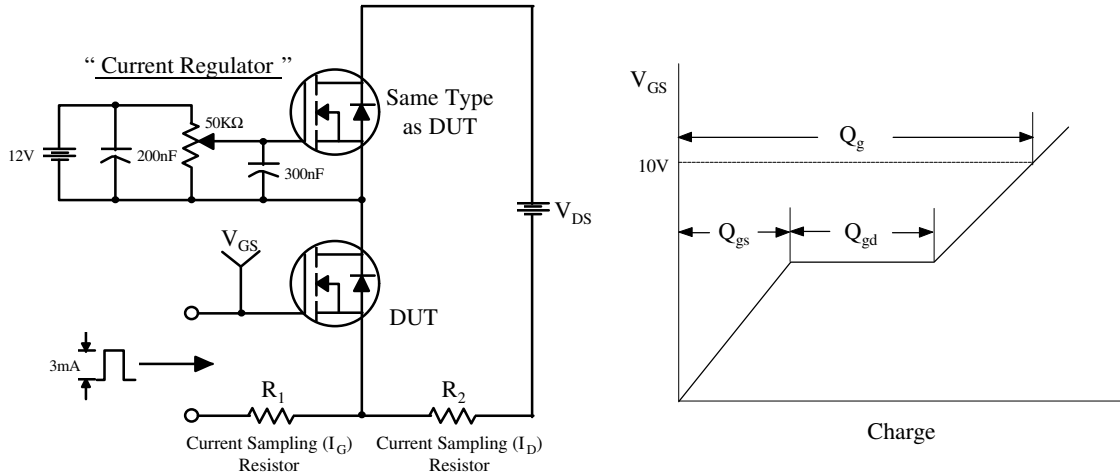 “ Current Regulator ”
Same Type
as DUT
50KΩ
12V
200nF
300nF
V_DS
V_GS
DUT
3mA
R_1
R_2
Current Sampling (I_G)
Resistor
Current Sampling (I_D)
Resistor
V_GS
Q_g
10V
Q_gs
Q_gd
Charge